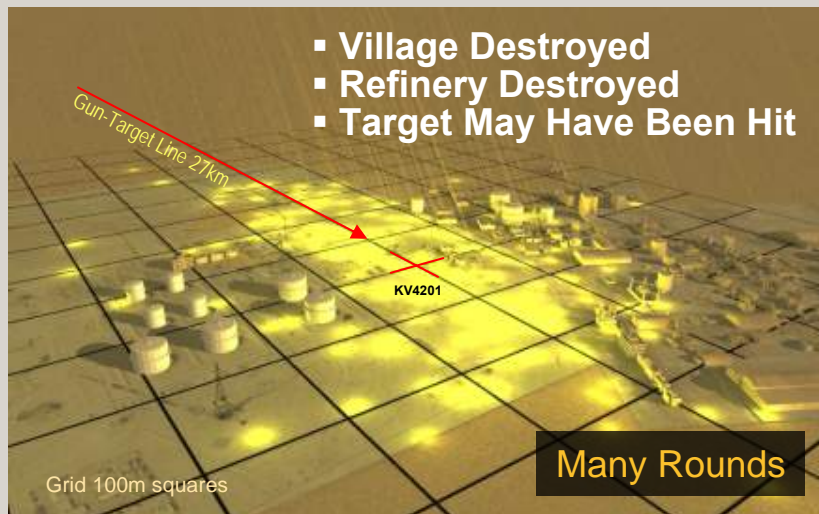 ▪ Village Destroyed
▪ Refinery Destroyed
▪ Target May Have Been Hit
Gun-Target Line 27km
KV4201
Many Rounds
Grid 100m squares